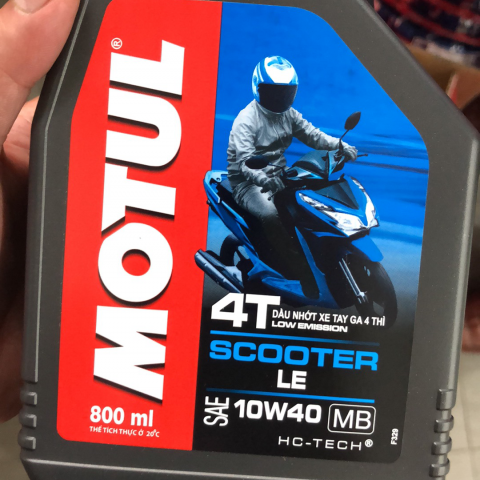 MOTUL®
4T DẦU NHỚT XE TAY GA 4 THÌ
LOW EMISSION
SCOOTER
LE
SAE 10W40 MB
HC-TECH®
800 ml
THỂ TÍCH THỰC Ở 20°C
F329